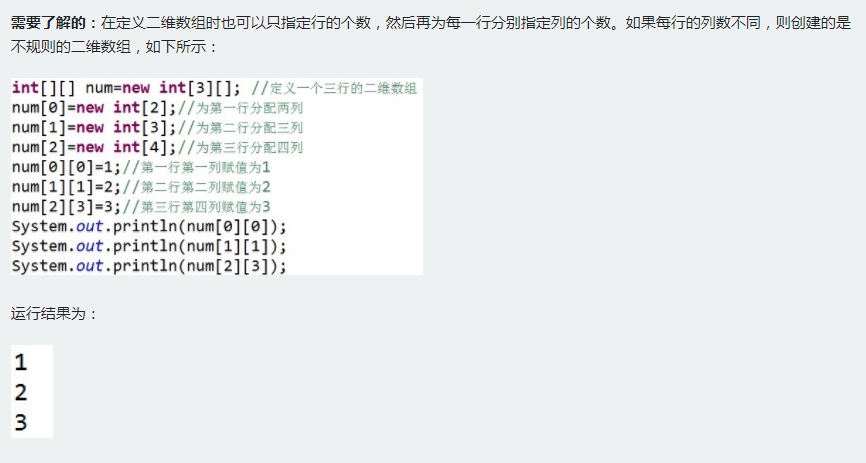 需要了解的：在定义二维数组时也可以只指定行的个数，然后再为每一行分别指定列的个数。如果每行的列数不同，则创建的是
不规则的二维数组，如下所示：
int[][] num=new int[3][]; //定义一个三行的二维数组
num[0]=new int[2];//为第一行分配两列
num[1]=new int[3];//为第二行分配三列
num[2]=new int[4];//为第三行分配四列
num[0][0]=1;//第一行第一列赋值为1
num[1][1]=2;//第二行第二列赋值为2
num[2][3]=3;//第三行第四列赋值为3
System.out.println(num[0][0]);
System.out.println(num[1][1]);
System.out.println(num[2][3]);
运行结果为：
1
2
3